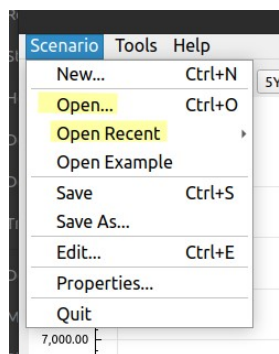 Scenario Tools Help
New... Ctrl+N
Open... Ctrl+O
Open Recent
Open Example
Save Ctrl+S
Save As...
Edit... Ctrl+E
Properties...
Quit
5Y
7,000.00